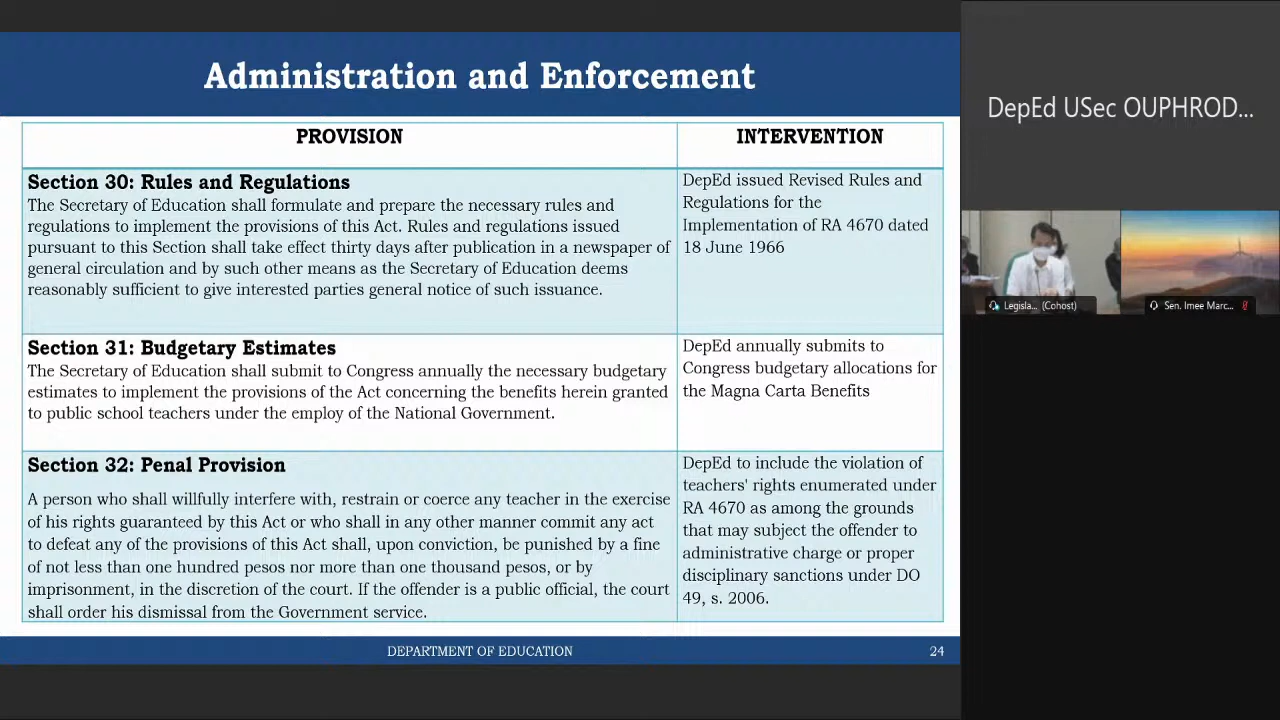 Administration and Enforcement
PROVISION
INTERVENTION
Section 30: Rules and Regulations
The Secretary of Education shall formulate and prepare the necessary rules and
regulations to implement the provisions of this Act. Rules and regulations issued
pursuant to this Section shall take effect thirty days after publication in a newspaper of
general circulation and by such other means as the Secretary of Education deems
reasonably sufficient to give interested parties general notice of such issuance.
DepEd issued Revised Rules and
Regulations for the
Implementation of RA 4670 dated
18 June 1966
Section 31: Budgetary Estimates
The Secretary of Education shall submit to Congress annually the necessary budgetary
estimates to implement the provisions of the Act concerning the benefits herein granted
to public school teachers under the employ of the National Government.
DepEd annually submits to
Congress budgetary allocations for
the Magna Carta Benefits
Section 32: Penal Provision
A person who shall willfully interfere with, restrain or coerce any teacher in the exercise
of his rights guaranteed by this Act or who shall in any other manner commit any act
to defeat any of the provisions of this Act shall, upon conviction, be punished by a fine
of not less than one hundred pesos nor more than one thousand pesos, or by
imprisonment, in the discretion of the court. If the offender is a public official, the court
shall order his dismissal from the Government service.
DepEd to include the violation of
teachers' rights enumerated under
RA 4670 as among the grounds
that may subject the offender to
administrative charge or proper
disciplinary sanctions under DO
49, s. 2006.
DEPARTMENT OF EDUCATION
24
DepEd USec OUPHROD...
Legisla... (Cohost)
Sen. Imee Marc...